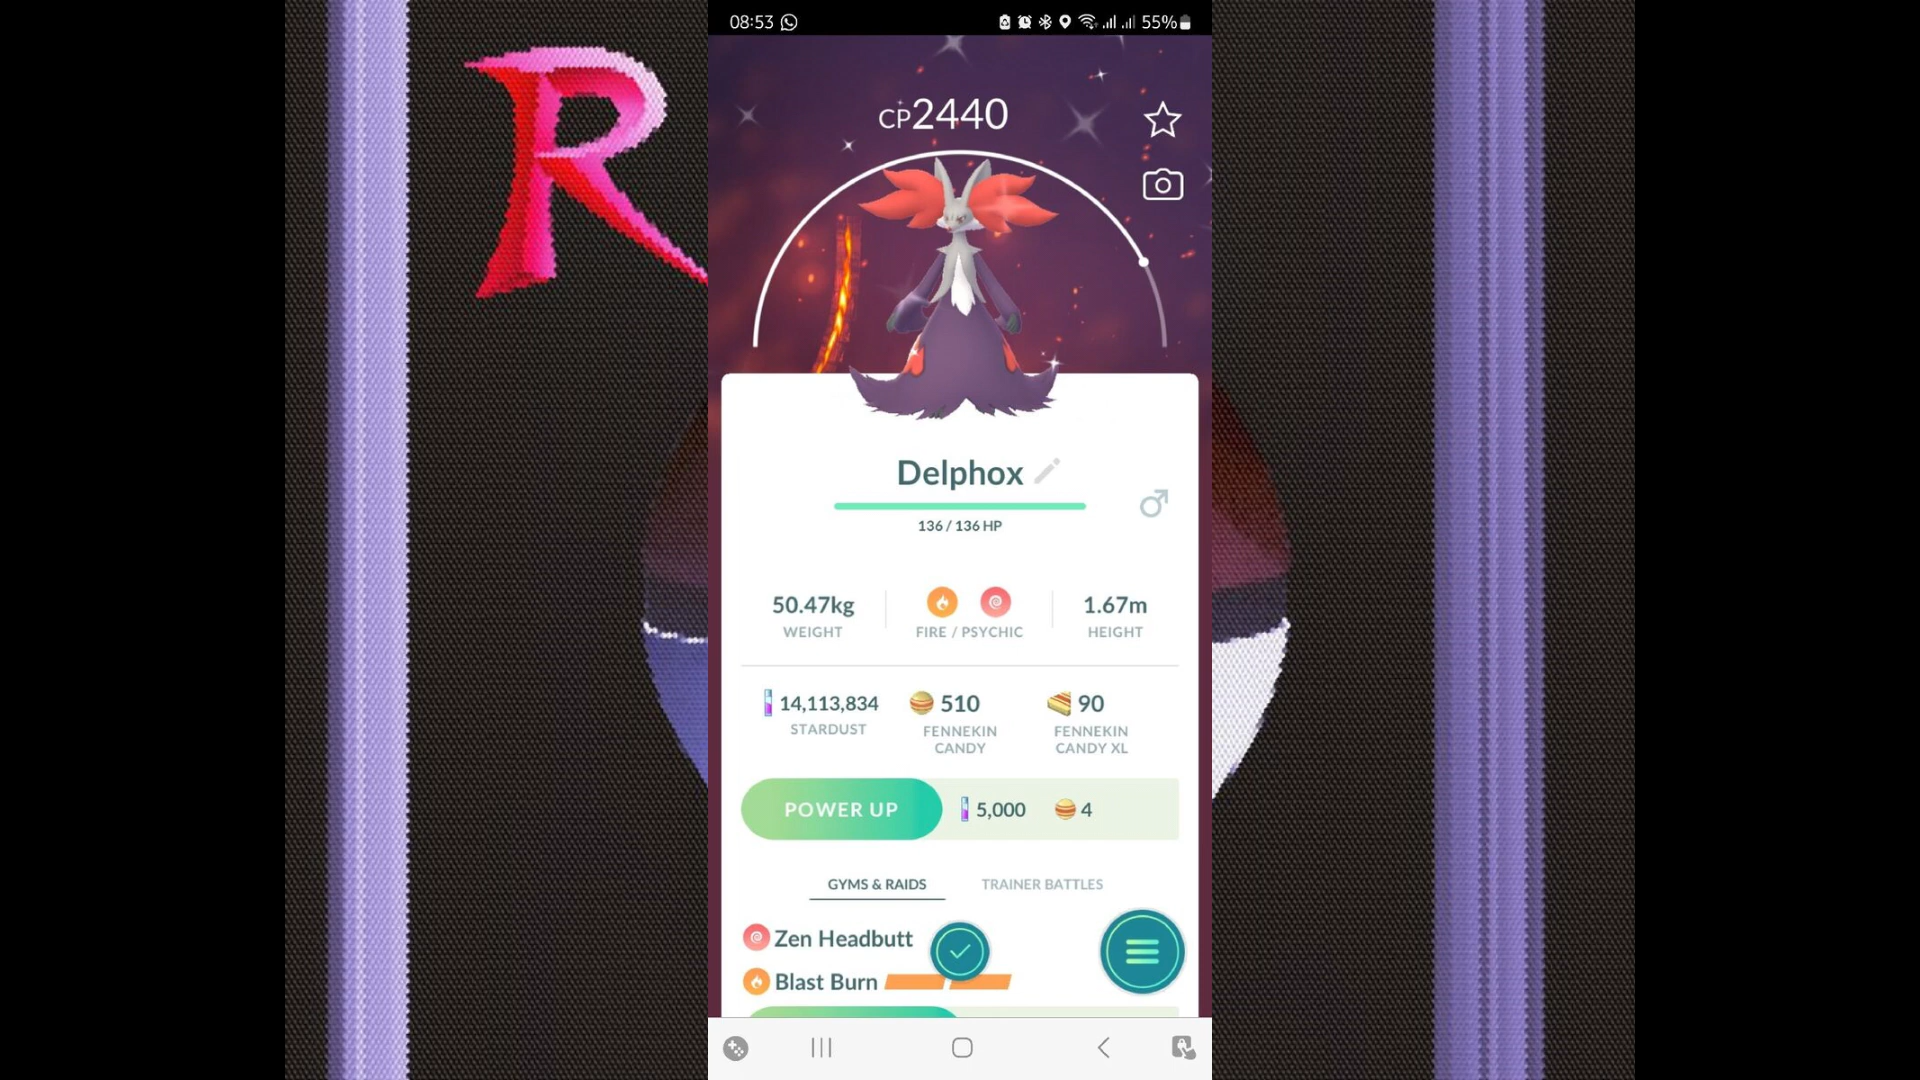 R
08:53
55%
CP2440
Delphox
136 / 136 HP
50.47kg
WEIGHT
FIRE / PSYCHIC
1.67m
HEIGHT
14,113,834
STARDUST
510
FENNEKIN
CANDY
90
FENNEKIN
CANDY XL
POWER UP
5,000
4
GYMS & RAIDS
TRAINER BATTLES
Zen Headbutt
Blast Burn